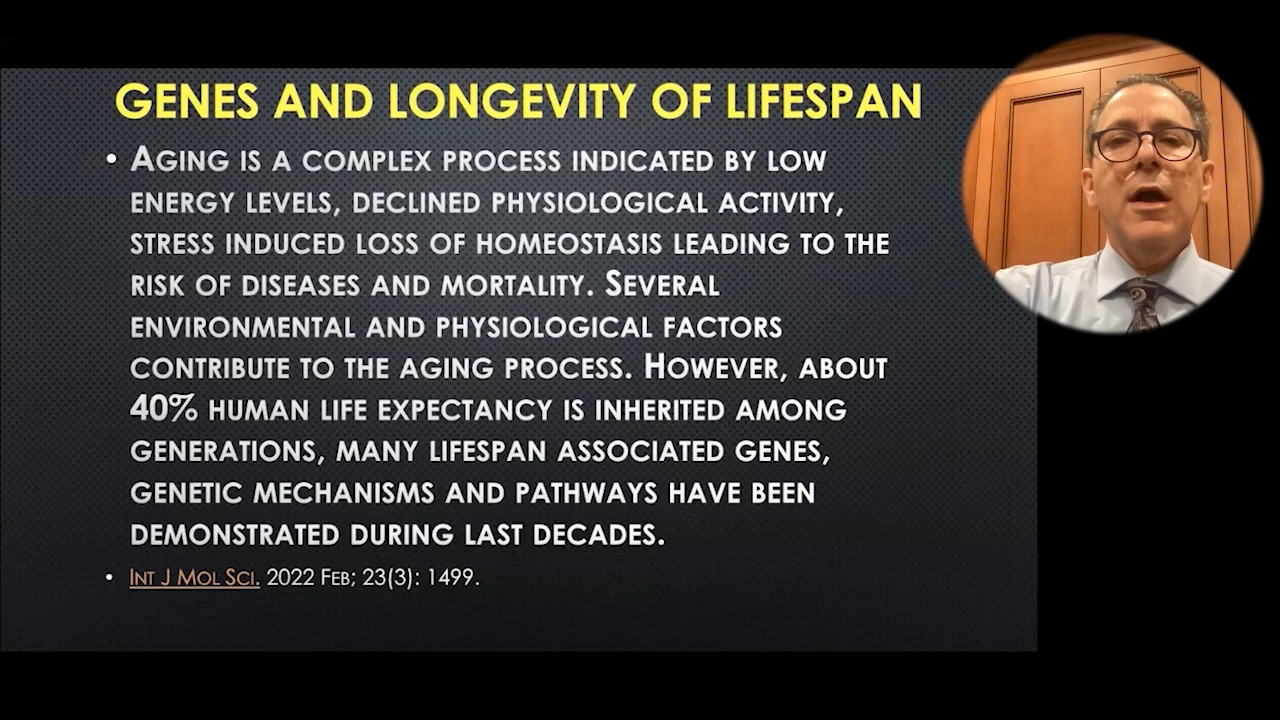 GENES AND LONGEVITY OF LIFESPAN
• AGING IS A COMPLEX PROCESS INDICATED BY LOW
ENERGY LEVELS, DECLINED PHYSIOLOGICAL ACTIVITY,
STRESS INDUCED LOSS OF HOMEOSTASIS LEADING TO THE
RISK OF DISEASES AND MORTALITY. SEVERAL
ENVIRONMENTAL AND PHYSIOLOGICAL FACTORS
CONTRIBUTE TO THE AGING PROCESS. HOWEVER, ABOUT
40% HUMAN LIFE EXPECTANCY IS INHERITED AMONG
GENERATIONS, MANY LIFESPAN ASSOCIATED GENES,
GENETIC MECHANISMS AND PATHWAYS HAVE BEEN
DEMONSTRATED DURING LAST DECADES.
• INT J MOL SCI. 2022 FEB; 23(3): 1499.